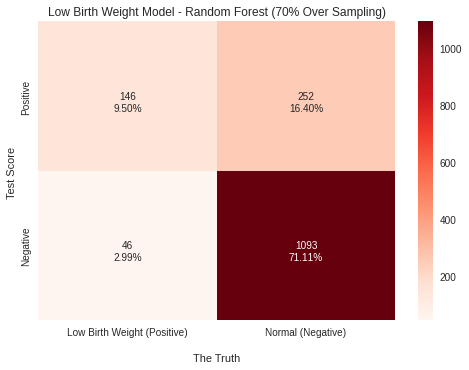 Low Birth Weight Model - Random Forest (70% Over Sampling)
Test Score
Positive
146
9.50%
252
16.40%
Negative
46
2.99%
1093
71.11%
Low Birth Weight (Positive)
Normal (Negative)
The Truth
1000
800
600
400
200